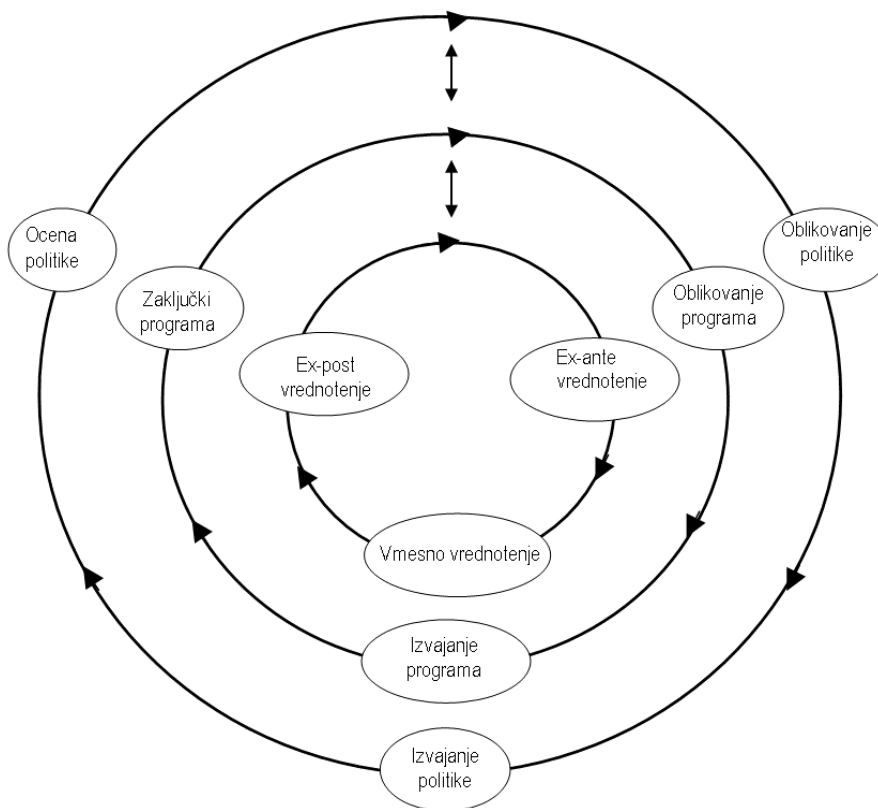 Ocena
politike
Oblikovanje
politike
Zaključki
programa
Oblikovanje
programa
Ex-post
vrednotenje
Ex-ante
vrednotenje
Vmesno vrednotenje
Izvajanje
programa
Izvajanje
politike